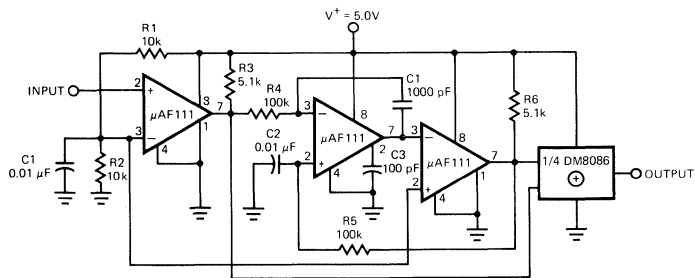 V⁺ = 5.0V
R1
10k
R3
5.1k
R4
100k
C1
1000 pF
R6
5.1k
INPUT
2
+
3
−
μAF111
8
1
4
7
C1
0.01 μF
R2
10k
C2
0.01 μF
3
−
2
+
μAF111
8
7
2
4
C3
100 pF
3
−
2
+
μAF111
8
7
1
4
R5
100k
1/4 DM8086
+
OUTPUT